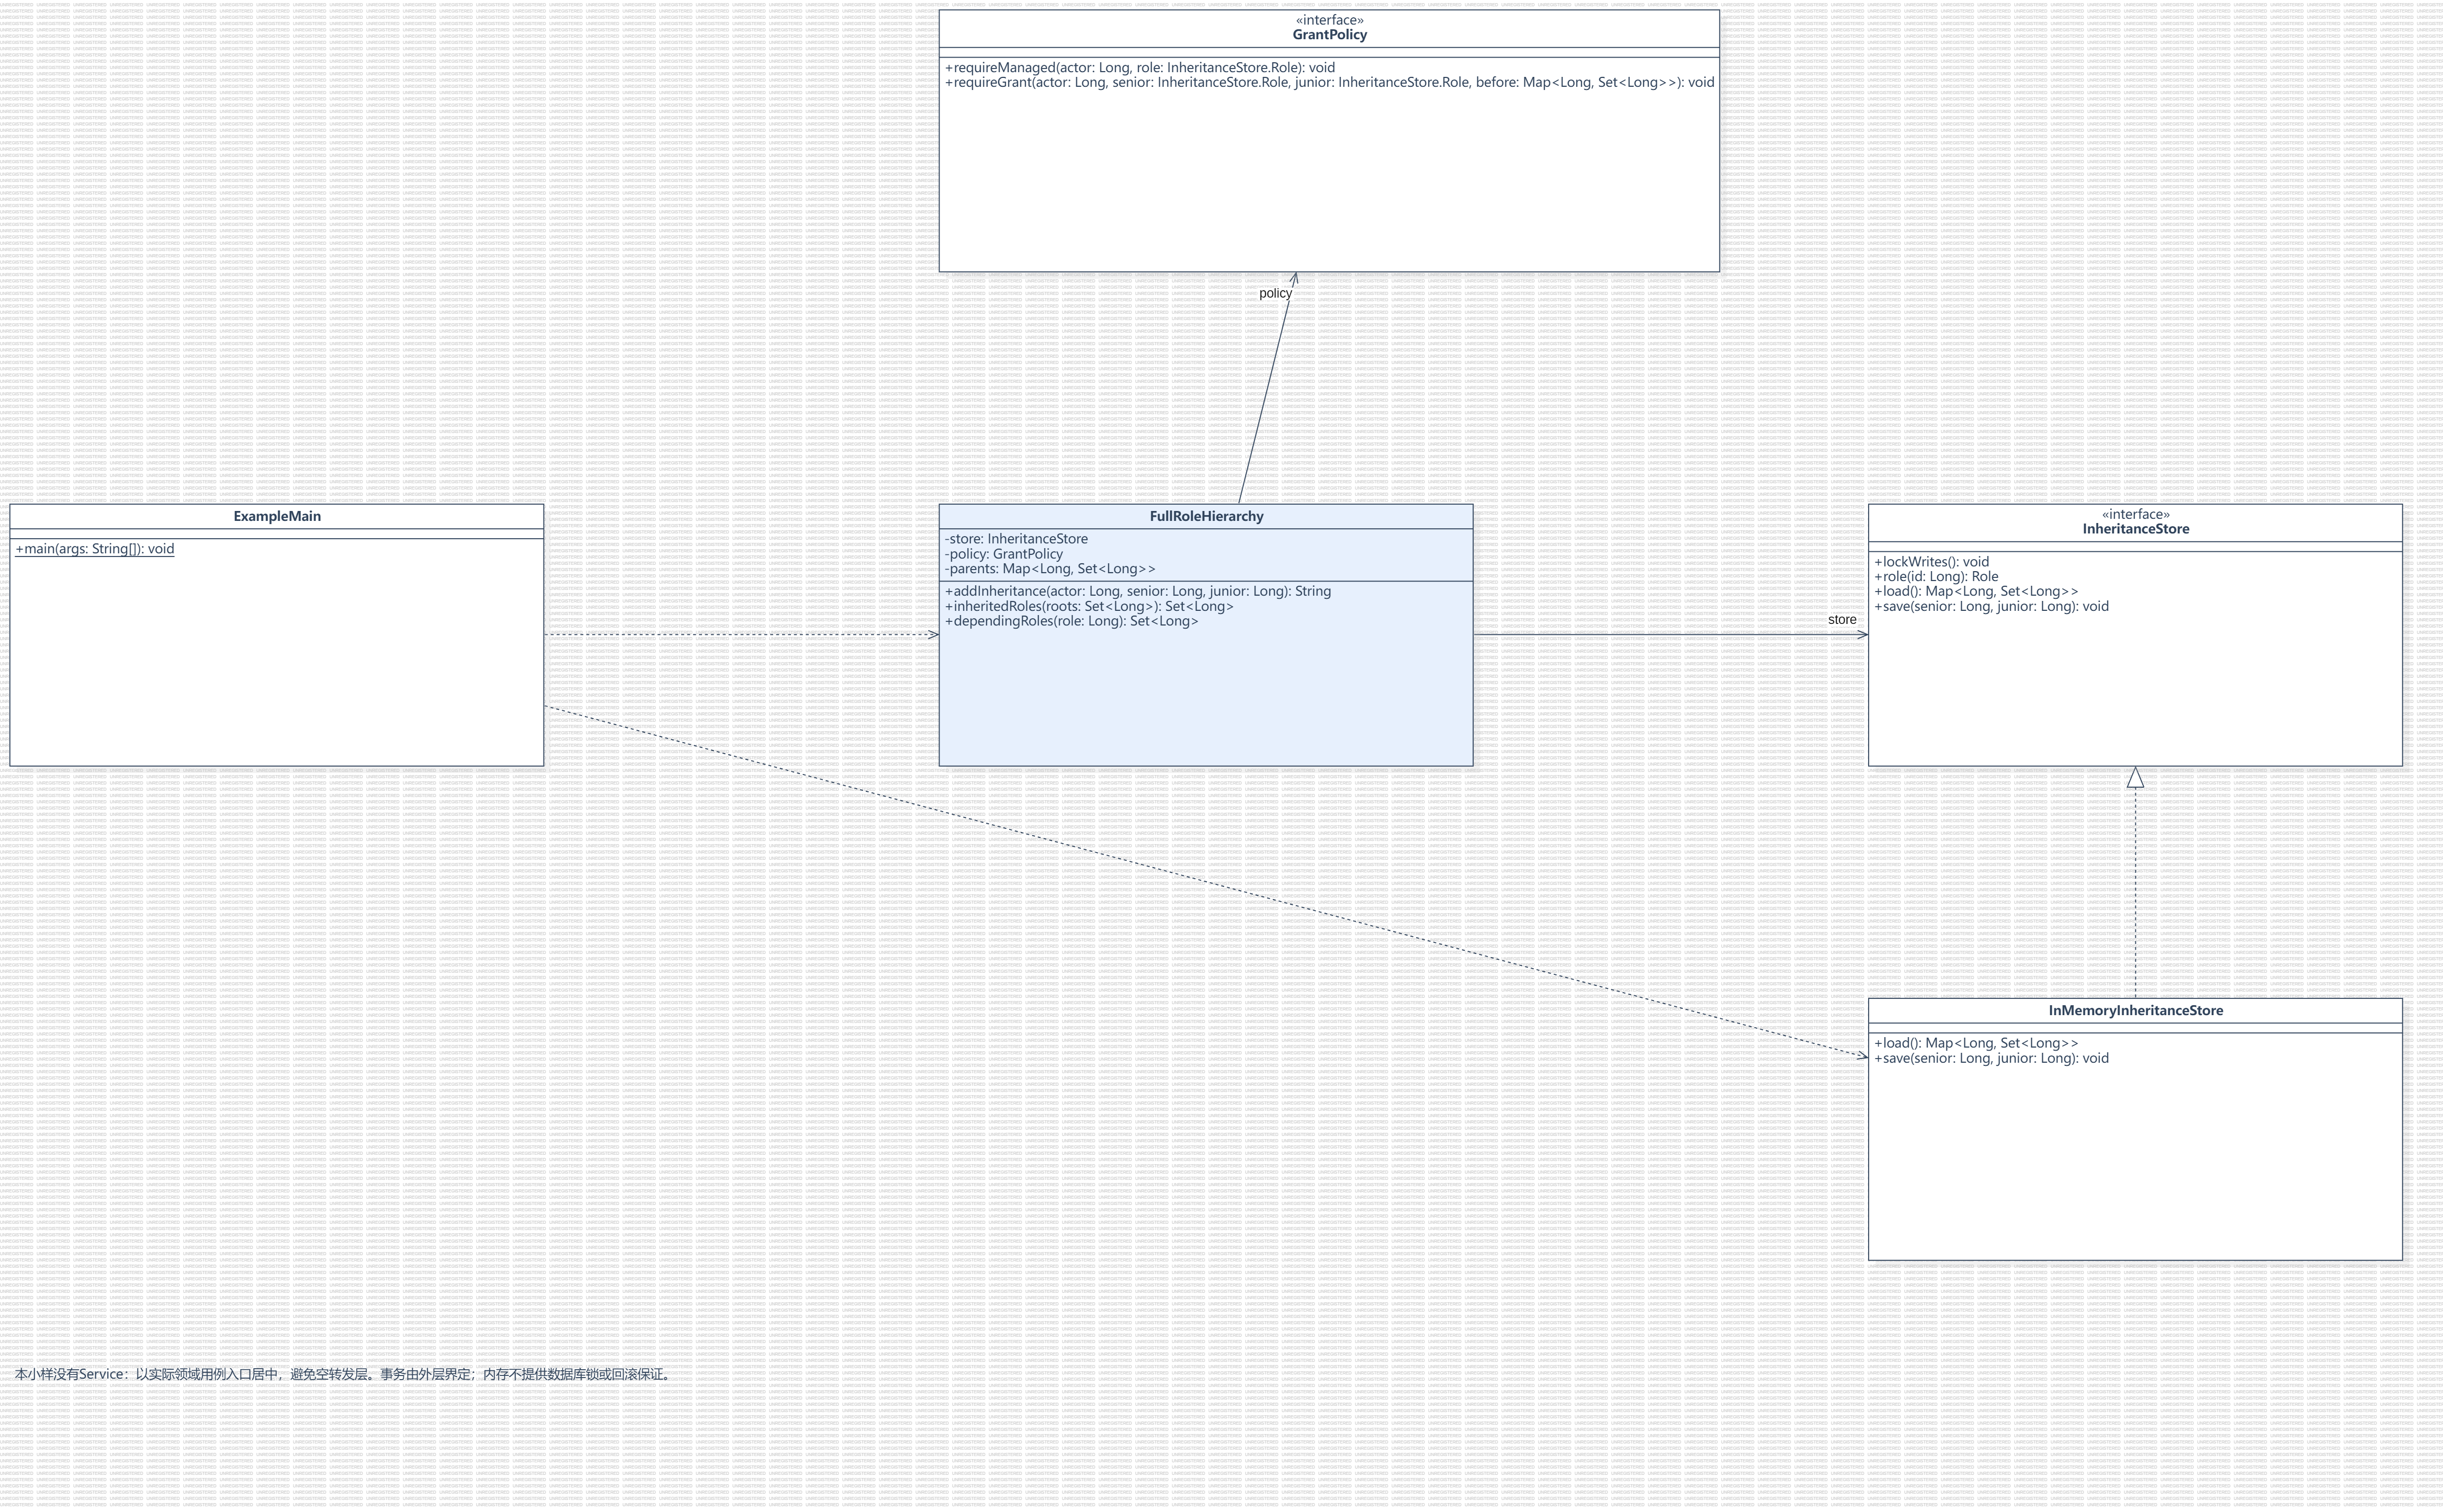 «interface»
GrantPolicy
+requireManaged(actor: Long, role: InheritanceStore.Role): void
+requireGrant(actor: Long, senior: InheritanceStore.Role, junior: InheritanceStore.Role, before: Map<Long, Set<Long>>): void
policy
ExampleMain
+main(args: String[]): void
FullRoleHierarchy
-store: InheritanceStore
-policy: GrantPolicy
-parents: Map<Long, Set<Long>>
+addInheritance(actor: Long, senior: Long, junior: Long): String
+inheritedRoles(roots: Set<Long>): Set<Long>
+dependingRoles(role: Long): Set<Long>
store
«interface»
InheritanceStore
+lockWrites(): void
+role(id: Long): Role
+load(): Map<Long, Set<Long>>
+save(senior: Long, junior: Long): void
InMemoryInheritanceStore
+load(): Map<Long, Set<Long>>
+save(senior: Long, junior: Long): void
本小样没有Service：以实际领域用例入口居中，避免空转发层。事务由外层界定；内存不提供数据库锁或回滚保证。